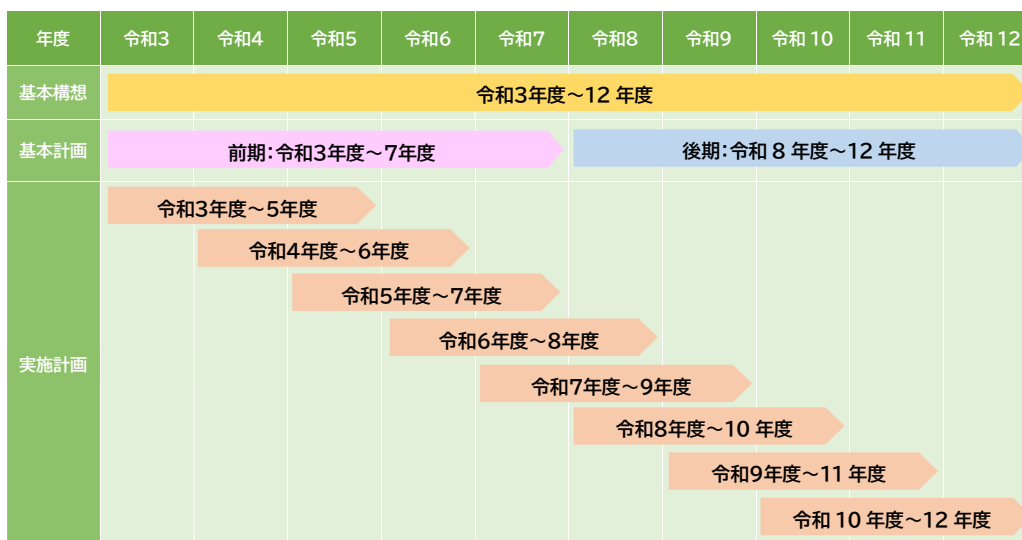 年度 令和3 令和4 令和5 令和6 令和7 令和8 令和9 令和 10 令和 11 令和 12
基本構想 令和3年度～12 年度
基本計画 前期：令和3年度～7年度 後期：令和 8 年度～12 年度
実施計画
令和3年度～5年度
令和4年度～6年度
令和5年度～7年度
令和6年度～8年度
令和7年度～9年度
令和8年度～10 年度
令和9年度～11 年度
令和 10 年度～12 年度